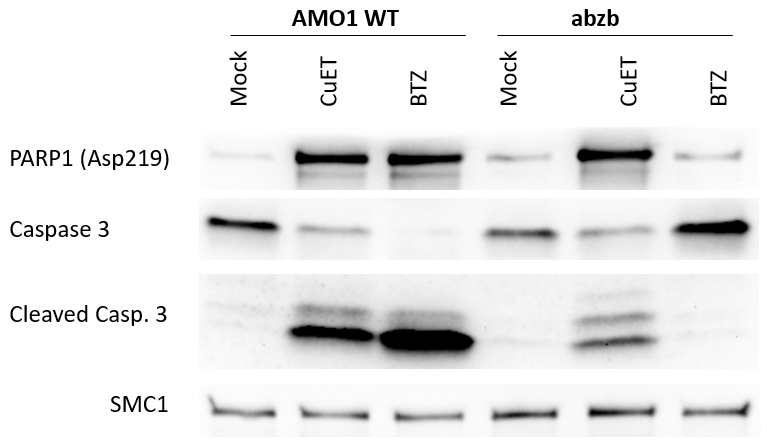 AMO1 WT abzb
Mock CuET BTZ Mock CuET BTZ
PARP1 (Asp219)
Caspase 3
Cleaved Casp. 3
SMC1